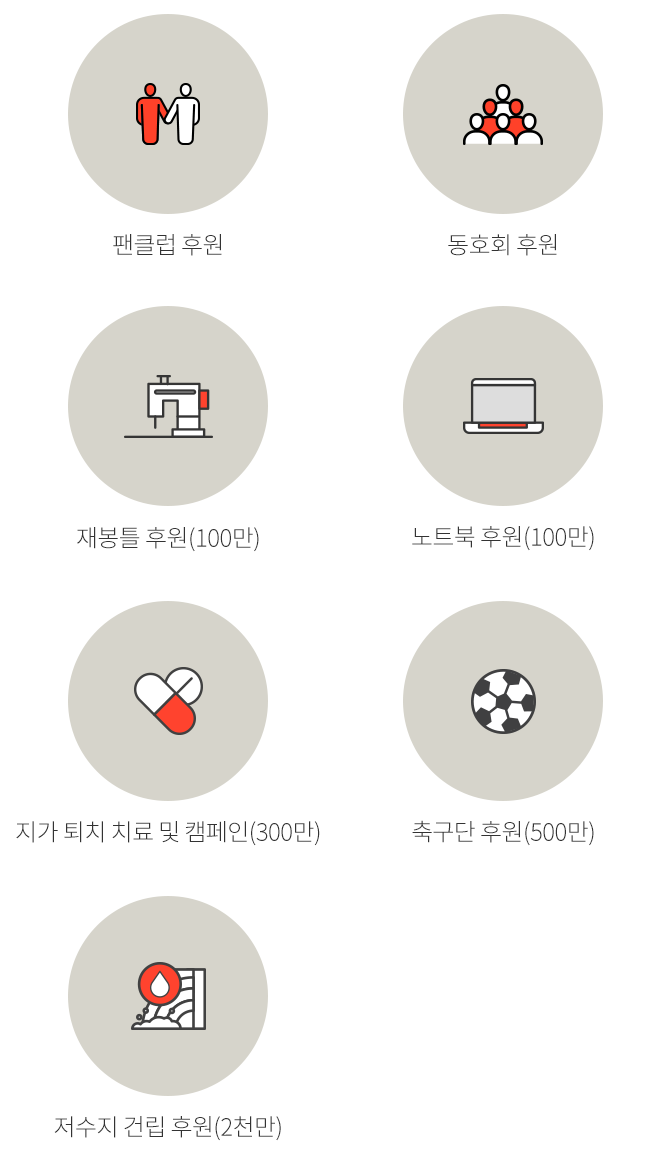 팬클럽 후원
동호회 후원
재봉틀 후원(100만)
노트북 후원(100만)
지가 퇴치 치료 및 캠페인(300만)
축구단 후원(500만)
저수지 건립 후원(2천만)